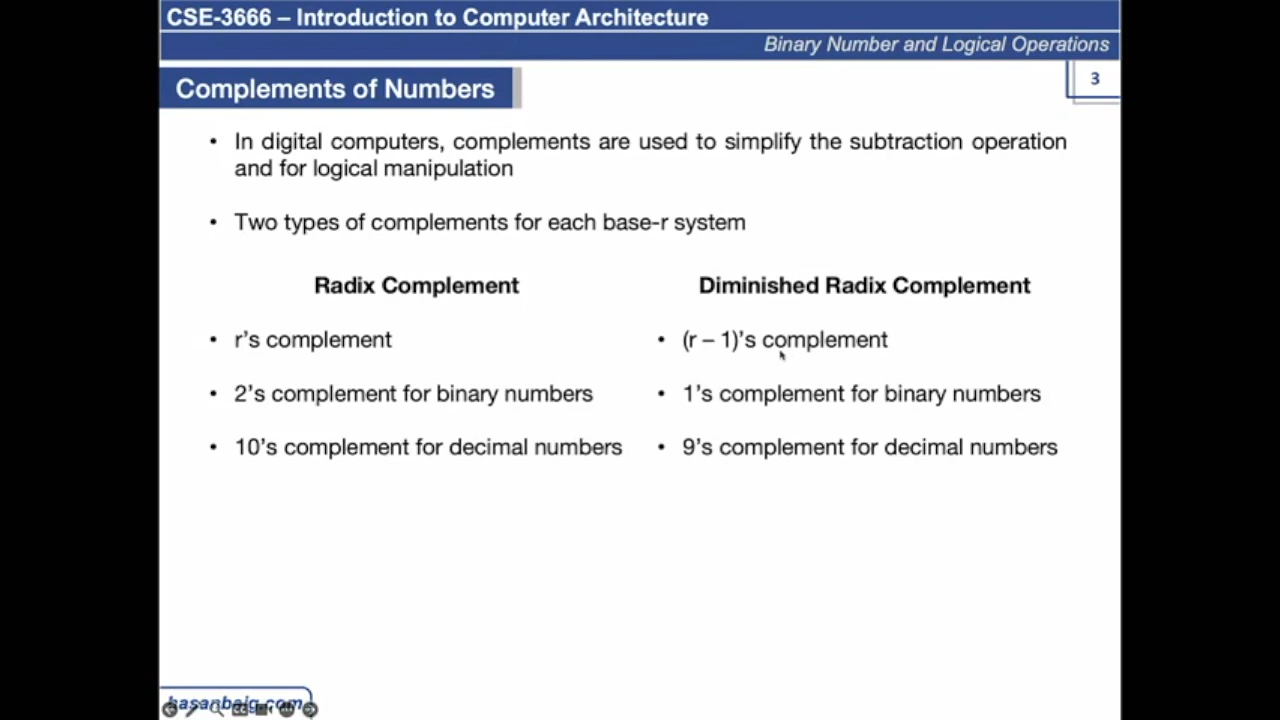 CSE-3666 – Introduction to Computer Architecture
Binary Number and Logical Operations
Complements of Numbers
3
• In digital computers, complements are used to simplify the subtraction operation
and for logical manipulation
• Two types of complements for each base-r system
Radix Complement
• r's complement
• 2's complement for binary numbers
• 10's complement for decimal numbers
Diminished Radix Complement
• (r – 1)'s complement
• 1's complement for binary numbers
• 9's complement for decimal numbers
hasanbaig.com